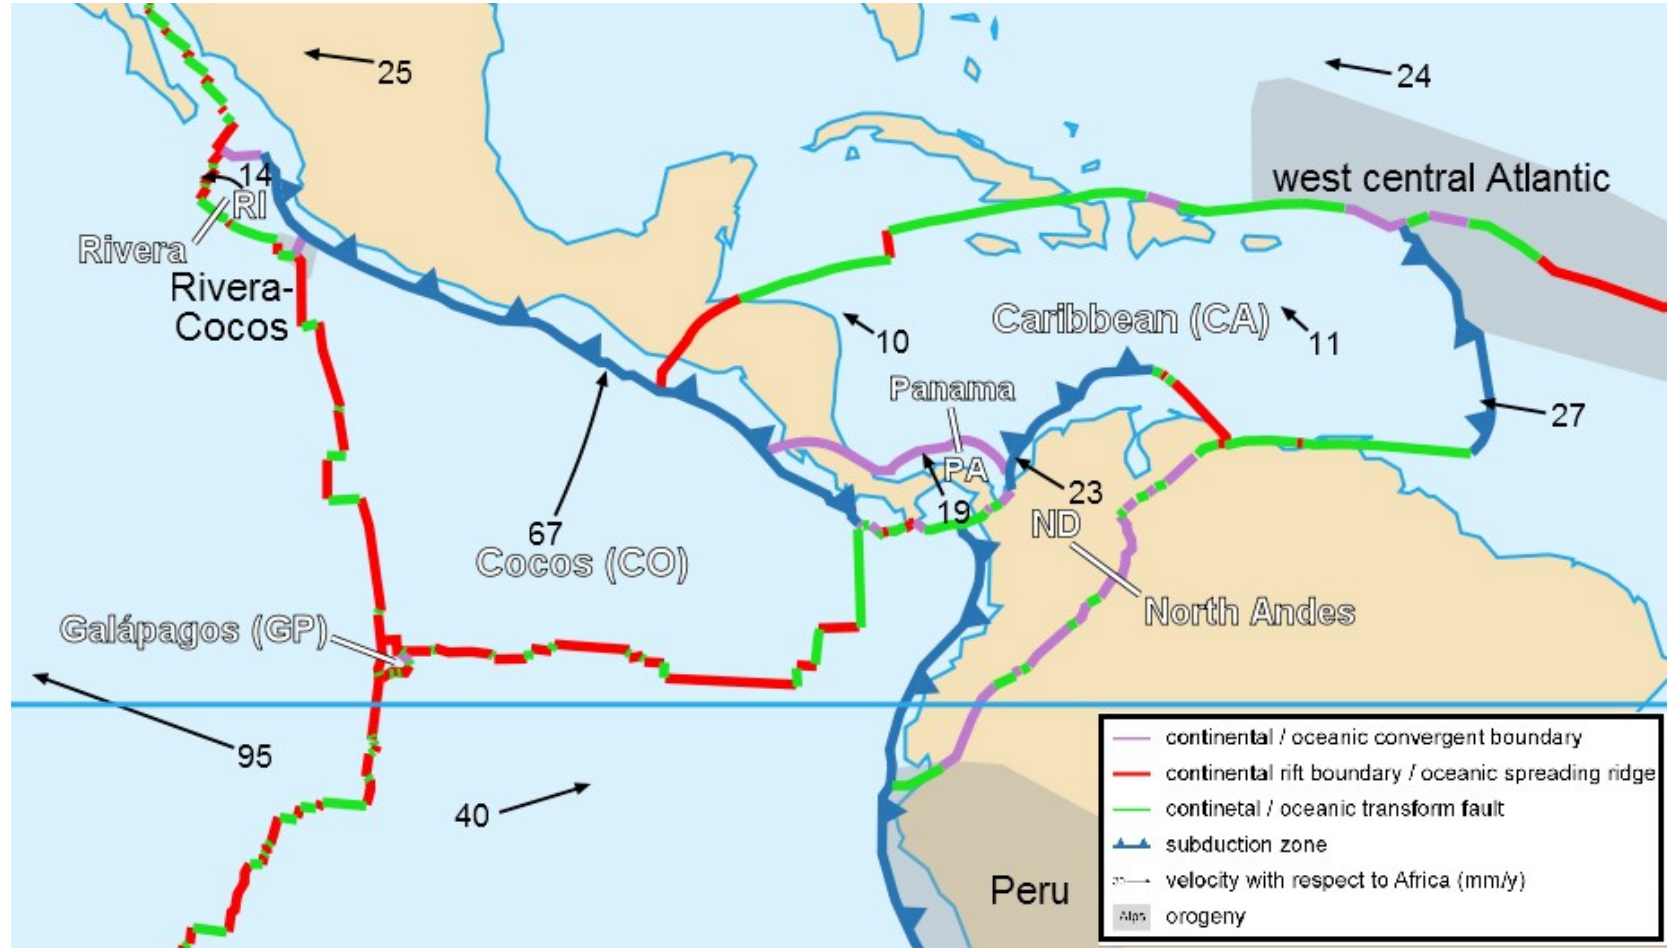 25
24
west central Atlantic
14
RI
Rivera
Rivera-
Cocos
Caribbean (CA)
10
11
Panama
27
PA
23
19
ND
67
Cocos (CO)
North Andes
Galápagos (GP)
95
40
Peru
continental / oceanic convergent boundary
continental rift boundary / oceanic spreading ridge
continetal / oceanic transform fault
subduction zone
velocity with respect to Africa (mm/y)
Alps
orogeny